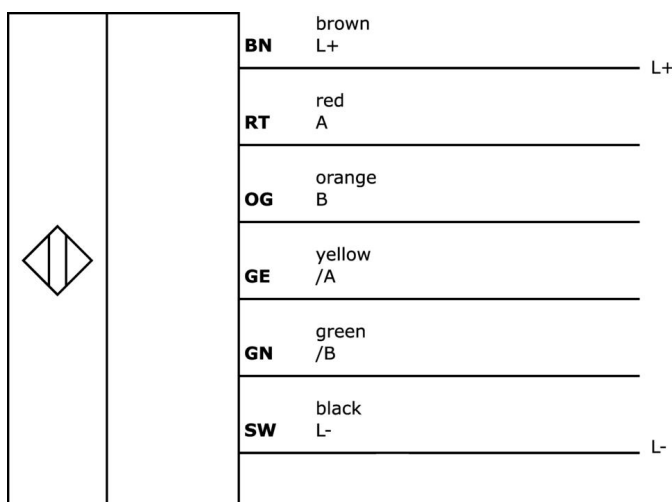 brown
BN L+
L+
red
RT A
orange
OG B
yellow
GE /A
green
GN /B
black
SW L-
L-